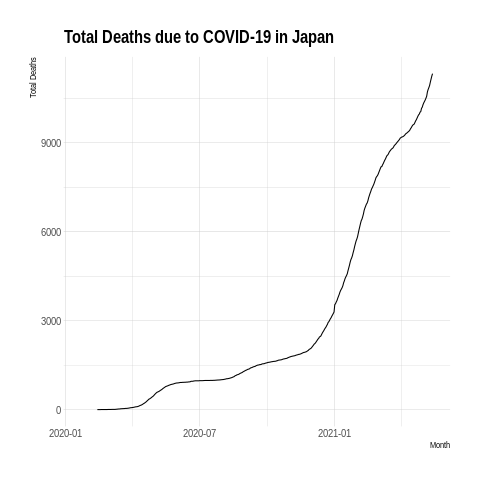 Total Deaths due to COVID-19 in Japan
Total Deaths
9000
6000
3000
0
2020-01 2020-07 2021-01
Month